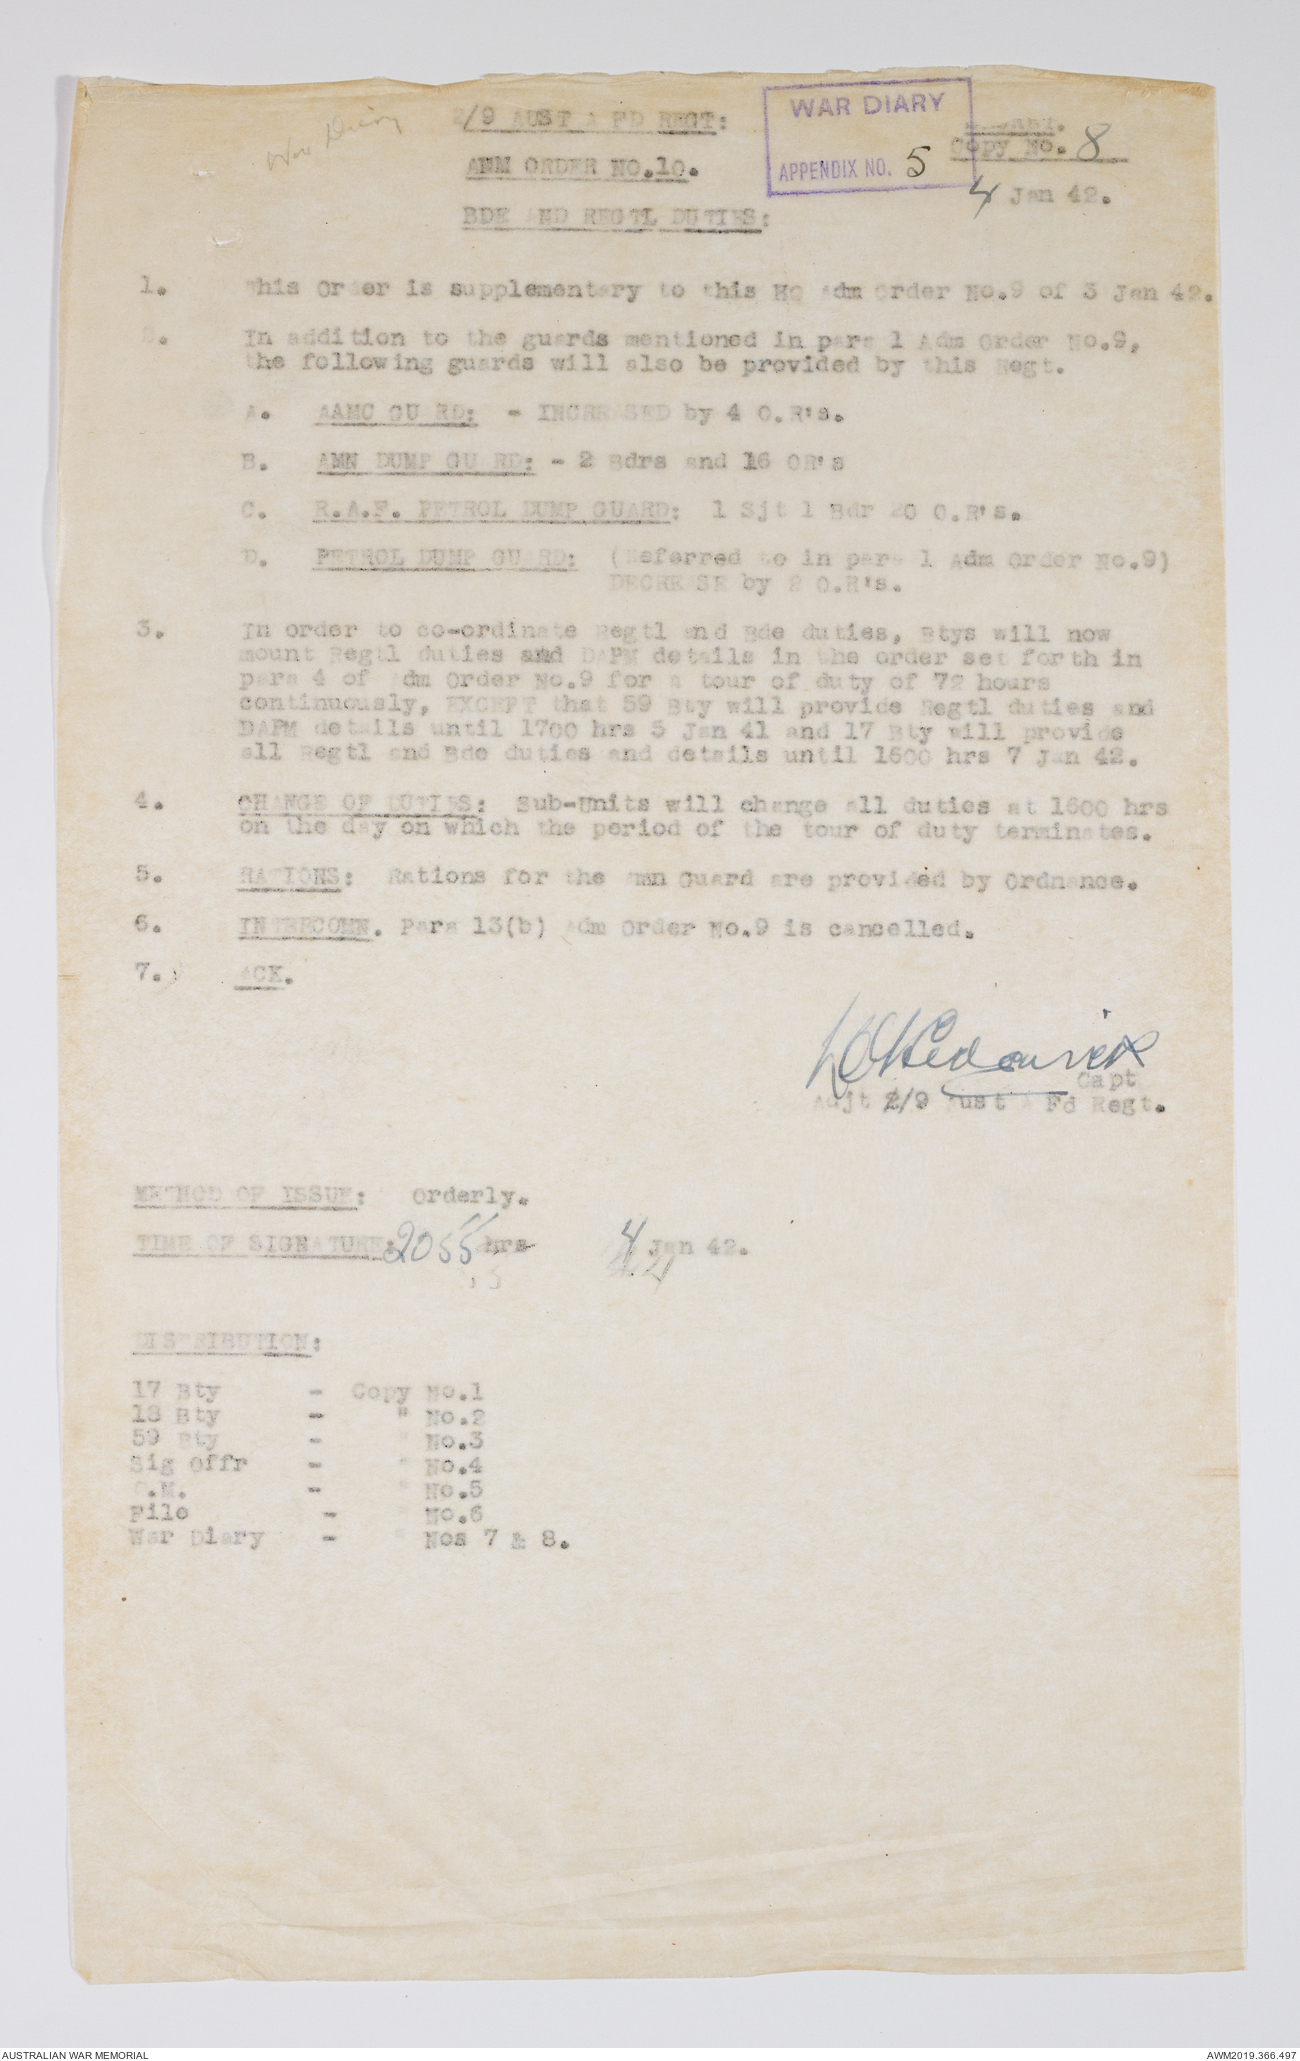 War Diary
2/9 AUST A FD REGT:
WAR DIARY
APPENDIX NO. 5
Copy No. 8
ADM ORDER NO.10.
4 Jan 42.
BDE AND REGTL DUTIES:
1. This Order is supplementary to this HQ Adm Order No.9 of 3 Jan 42.
2. In addition to the guards mentioned in para 1 Adm Order No.9,
the following guards will also be provided by this Regt.
A. AAMC GUARD: - INCREASED by 4 O.R's.
B. AMN DUMP GUARD: - 2 Bdrs and 16 OR's
C. R.A.F. PETROL DUMP GUARD: 1 Sjt 1 Bdr 20 O.R's.
D. PETROL DUMP GUARD: (Referred to in para 1 Adm Order No.9)
DECREASE by 2 O.R's.
3. In order to co-ordinate Regtl and Bde duties, Btys will now
mount Regtl duties and DAPM details in the order set forth in
para 4 of Adm Order No.9 for a tour of duty of 72 hours
continuously, EXCEPT that 59 Bty will provide Regtl duties and
DAPM details until 1700 hrs 5 Jan 41 and 17 Bty will provide
all Regtl and Bde duties and details until 1600 hrs 7 Jan 42.
4. CHANGE OF DUTIES: Sub-Units will change all duties at 1600 hrs
on the day on which the period of the tour of duty terminates.
5. RATIONS: Rations for the Amn Guard are provided by Ordnance.
6. INTERCOMN. Para 13(b) Adm Order No.9 is cancelled.
7. ACK.
Capt
Adjt 2/9 Aust A Fd Regt.
METHOD OF ISSUE: Orderly.
TIME OF SIGNATURE: 2055 hrs 4 Jan 42.
DISTRIBUTION:
17 Bty - Copy No.1
18 Bty - " No.2
59 Bty - " No.3
Sig Offr - " No.4
Q.M. - " No.5
File - " No.6
War Diary - " Nos 7 & 8.
AUSTRALIAN WAR MEMORIAL
AWM2019.366.497